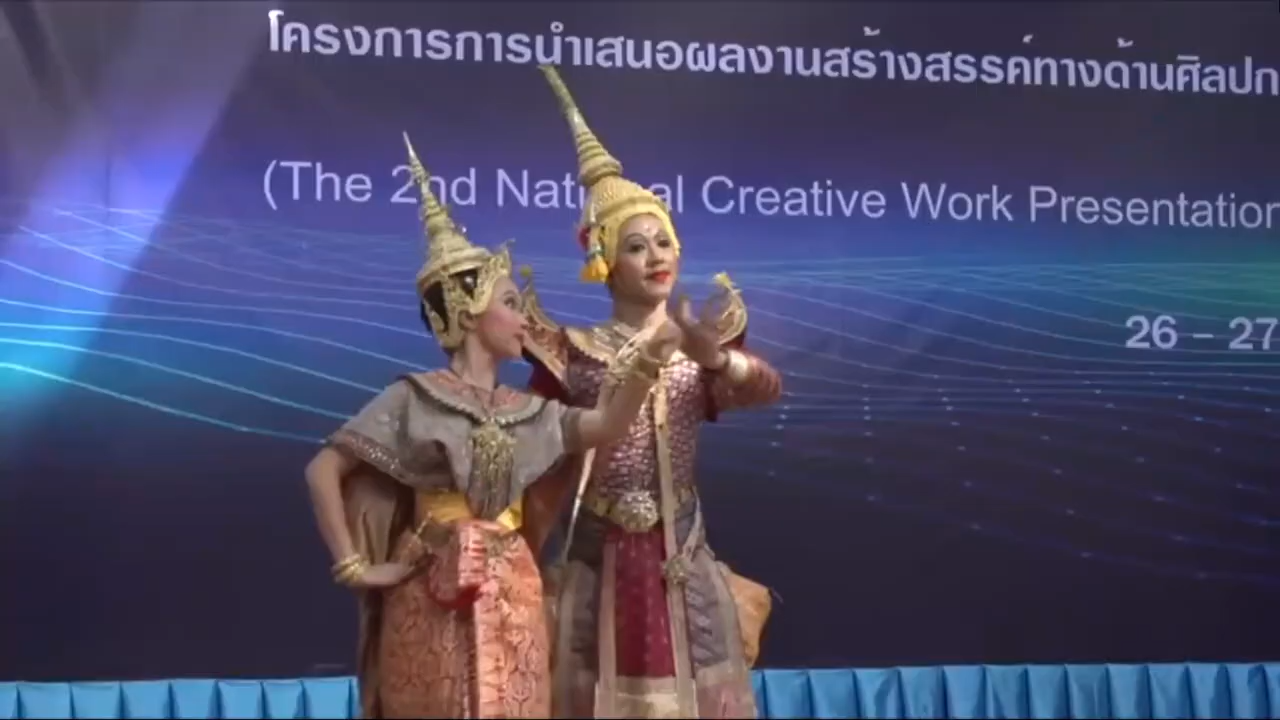 โครงการการนำเสนอผลงานสร้างสรรค์ทางด้านศิลปก
(The 2nd National Creative Work Presentation
26 – 27